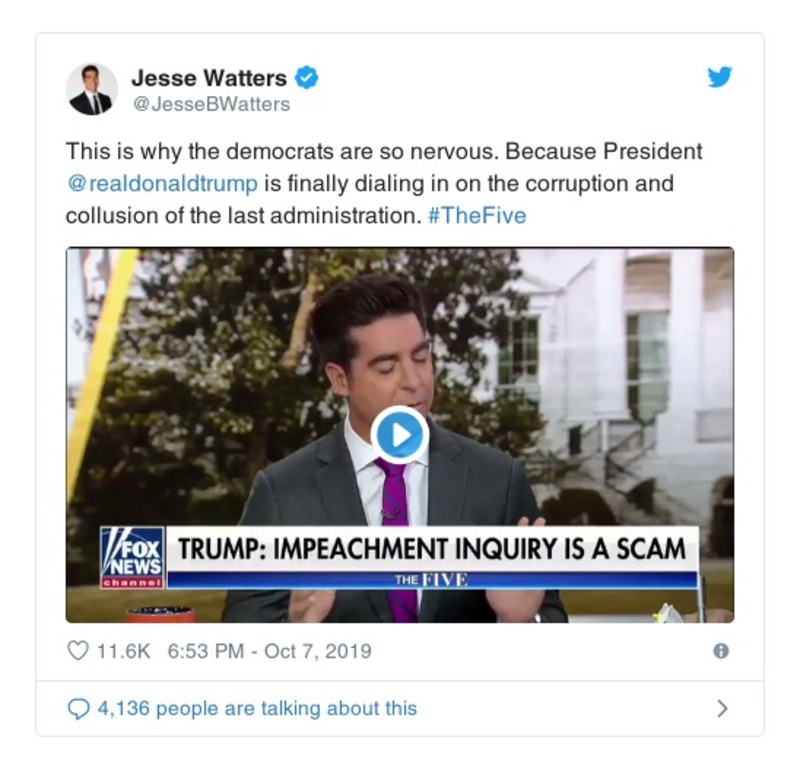 Jesse Watters
@JesseBWatters
This is why the democrats are so nervous. Because President
@realdonaldtrump is finally dialing in on the corruption and
collusion of the last administration. #TheFive
FOX
NEWS
channel
TRUMP: IMPEACHMENT INQUIRY IS A SCAM
THE FIVE
11.6K 6:53 PM - Oct 7, 2019
4,136 people are talking about this